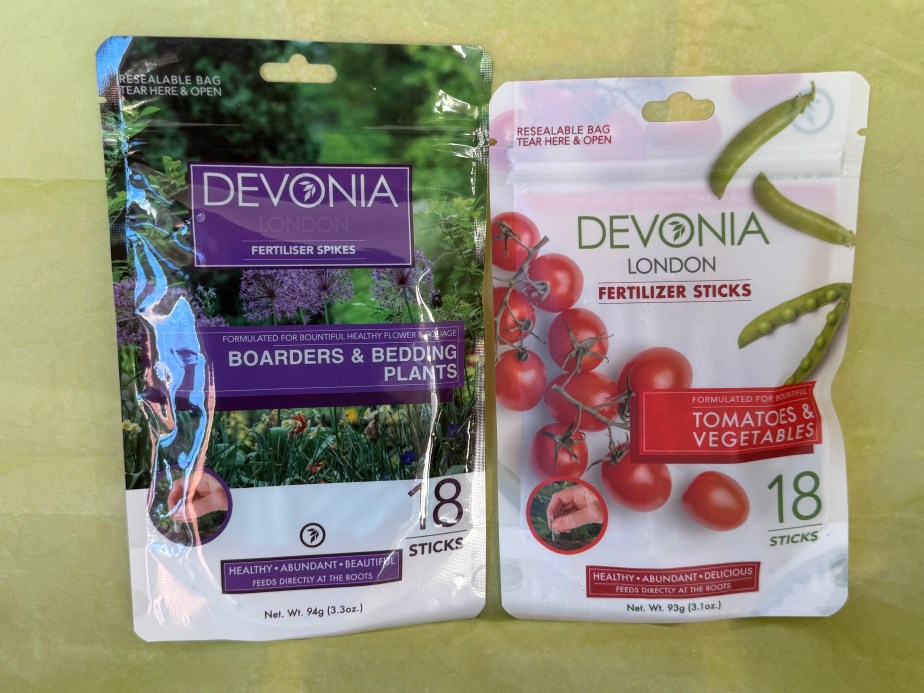 RESEALABLE BAG
TEAR HERE & OPEN
DEVONIA
LONDON
FERTILISER SPIKES
FORMULATED FOR BOUNTIFUL HEALTHY FLOWER & FOLIAGE
BOARDERS & BEDDING
PLANTS
18
STICKS
HEALTHY • ABUNDANT • BEAUTIFUL
FEEDS DIRECTLY AT THE ROOTS
Net. Wt. 94g (3.3oz.)
RESEALABLE BAG
TEAR HERE & OPEN
DEVONIA
LONDON
FERTILIZER STICKS
FORMULATED FOR BOUNTIFUL
TOMATOES &
VEGETABLES
18
STICKS
HEALTHY • ABUNDANT • DELICIOUS
FEEDS DIRECTLY AT THE ROOTS
Net. Wt. 93g (3.1oz.)